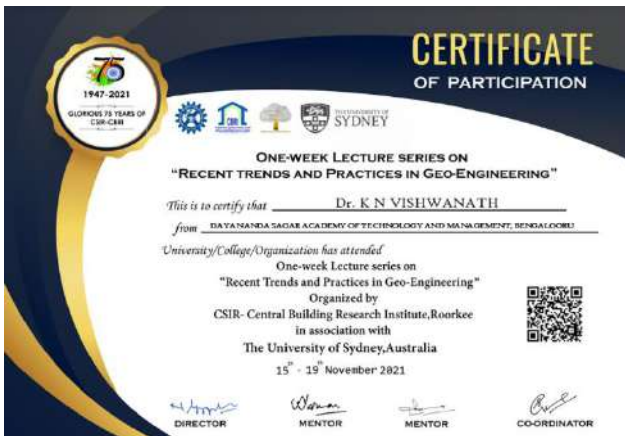 CERTIFICATE
OF PARTICIPATION
75
1947-2021
GLORIOUS 75 YEARS OF
CSIR-CBRI
THE UNIVERSITY OF
SYDNEY
ONE-WEEK LECTURE SERIES ON
"RECENT TRENDS AND PRACTICES IN GEO-ENGINEERING"
This is to certify that Dr. K N VISHWANATH
from DAYANANDA SAGAR ACADEMY OF TECHNOLOGY AND MANAGEMENT, BENGALOORU
University/College/Organization has attended
One-week Lecture series on
"Recent Trends and Practices in Geo-Engineering"
Organized by
CSIR- Central Building Research Institute,Roorkee
in association with
The University of Sydney,Australia
15th - 19th November 2021
DIRECTOR
MENTOR
MENTOR
CO-ORDINATOR